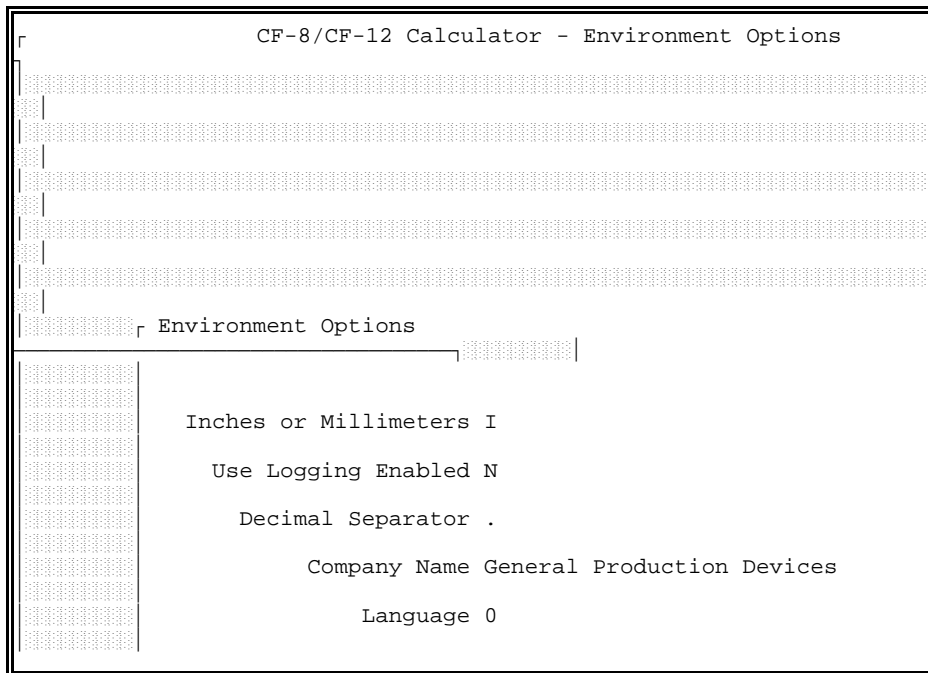 CF-8/CF-12 Calculator - Environment Options
Environment Options
Inches or Millimeters I
Use Logging Enabled N
Decimal Separator .
Company Name General Production Devices
Language 0